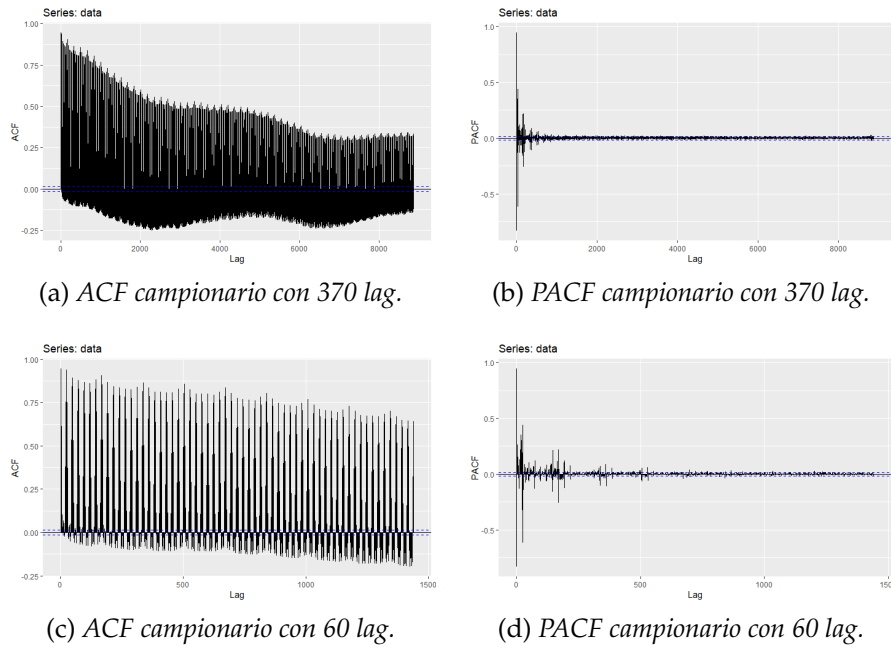 Series: data
1.00
0.75
0.50
0.25
0.00
-0.25
ACF
0
2000
4000
6000
8000
Lag
(a) ACF campionario con 370 lag.
Series: data
1.0
0.5
0.0
-0.5
PACF
0
2000
4000
6000
8000
Lag
(b) PACF campionario con 370 lag.
Series: data
1.00
0.75
0.50
0.25
0.00
-0.25
ACF
0
500
1000
1500
Lag
(c) ACF campionario con 60 lag.
Series: data
1.0
0.5
0.0
-0.5
PACF
0
500
1000
Lag
(d) PACF campionario con 60 lag.